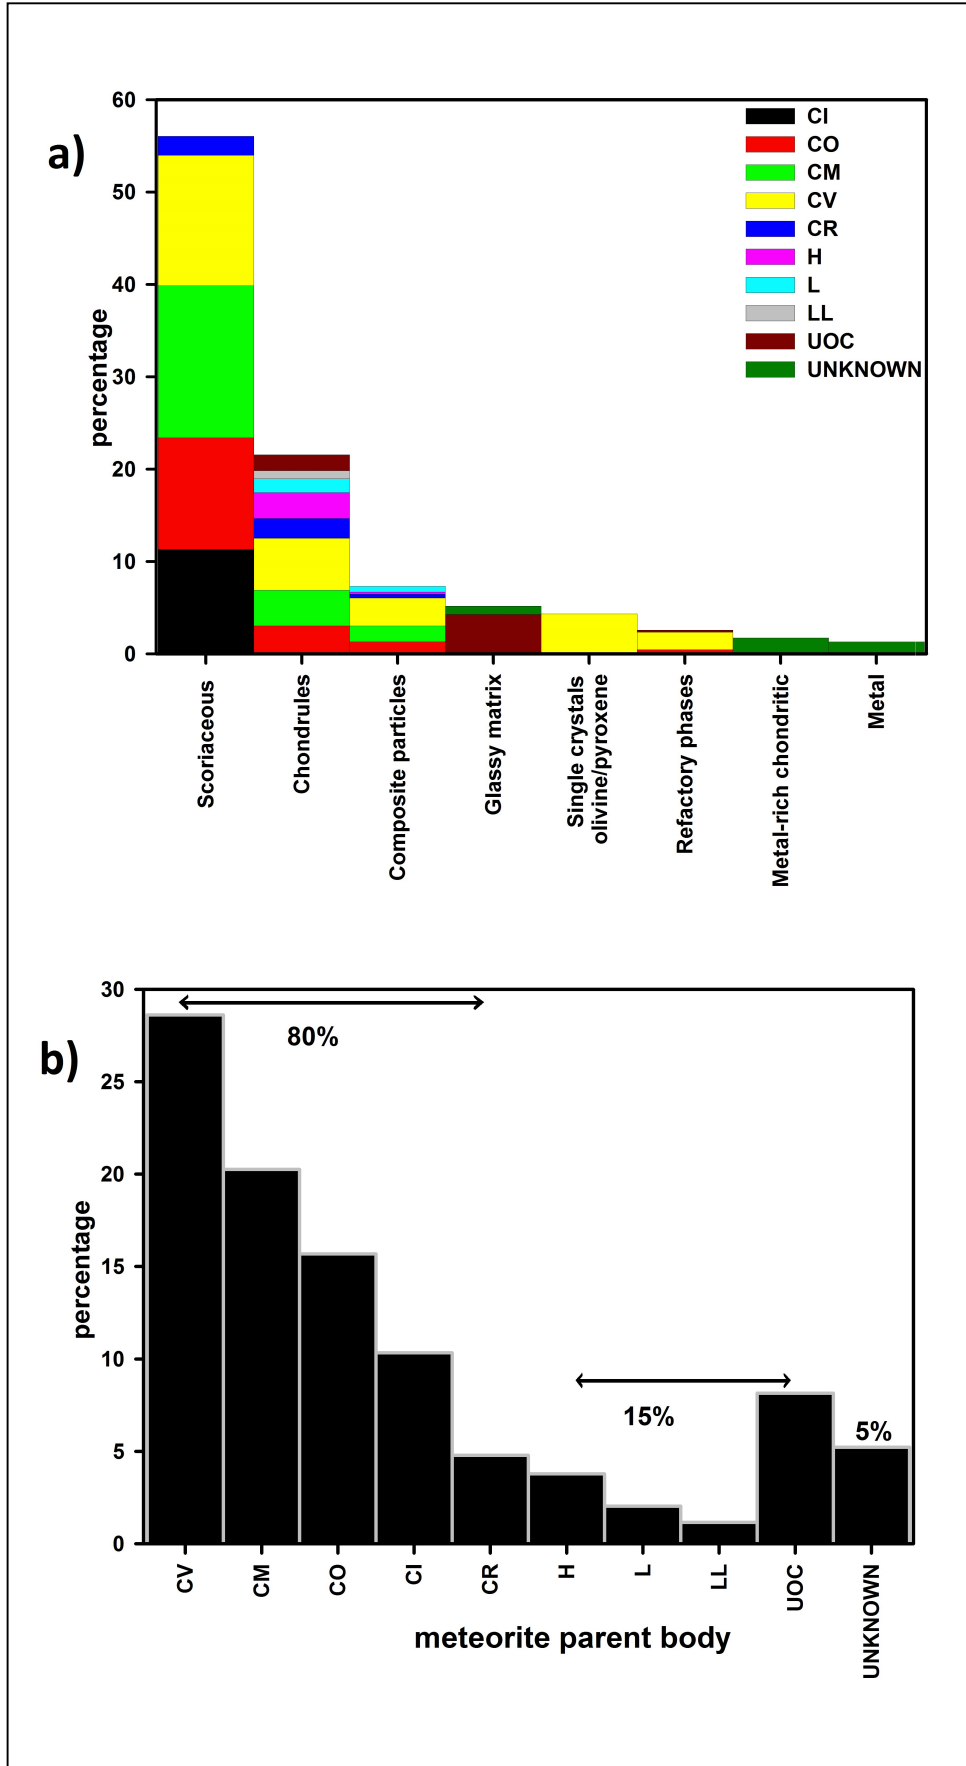 a)
60
50
40
30
20
10
0
percentage
CI
CO
CM
CV
CR
H
L
LL
UOC
UNKNOWN
Scoriaceous
Chondrules
Composite particles
Glassy matrix
Single crystals
olivine/pyroxene
Refactory phases
Metal-rich chondritic
Metal
b)
30
25
20
15
10
5
0
percentage
80%
15%
5%
CV
CM
CO
CI
CR
H
L
LL
UOC
UNKNOWN
meteorite parent body